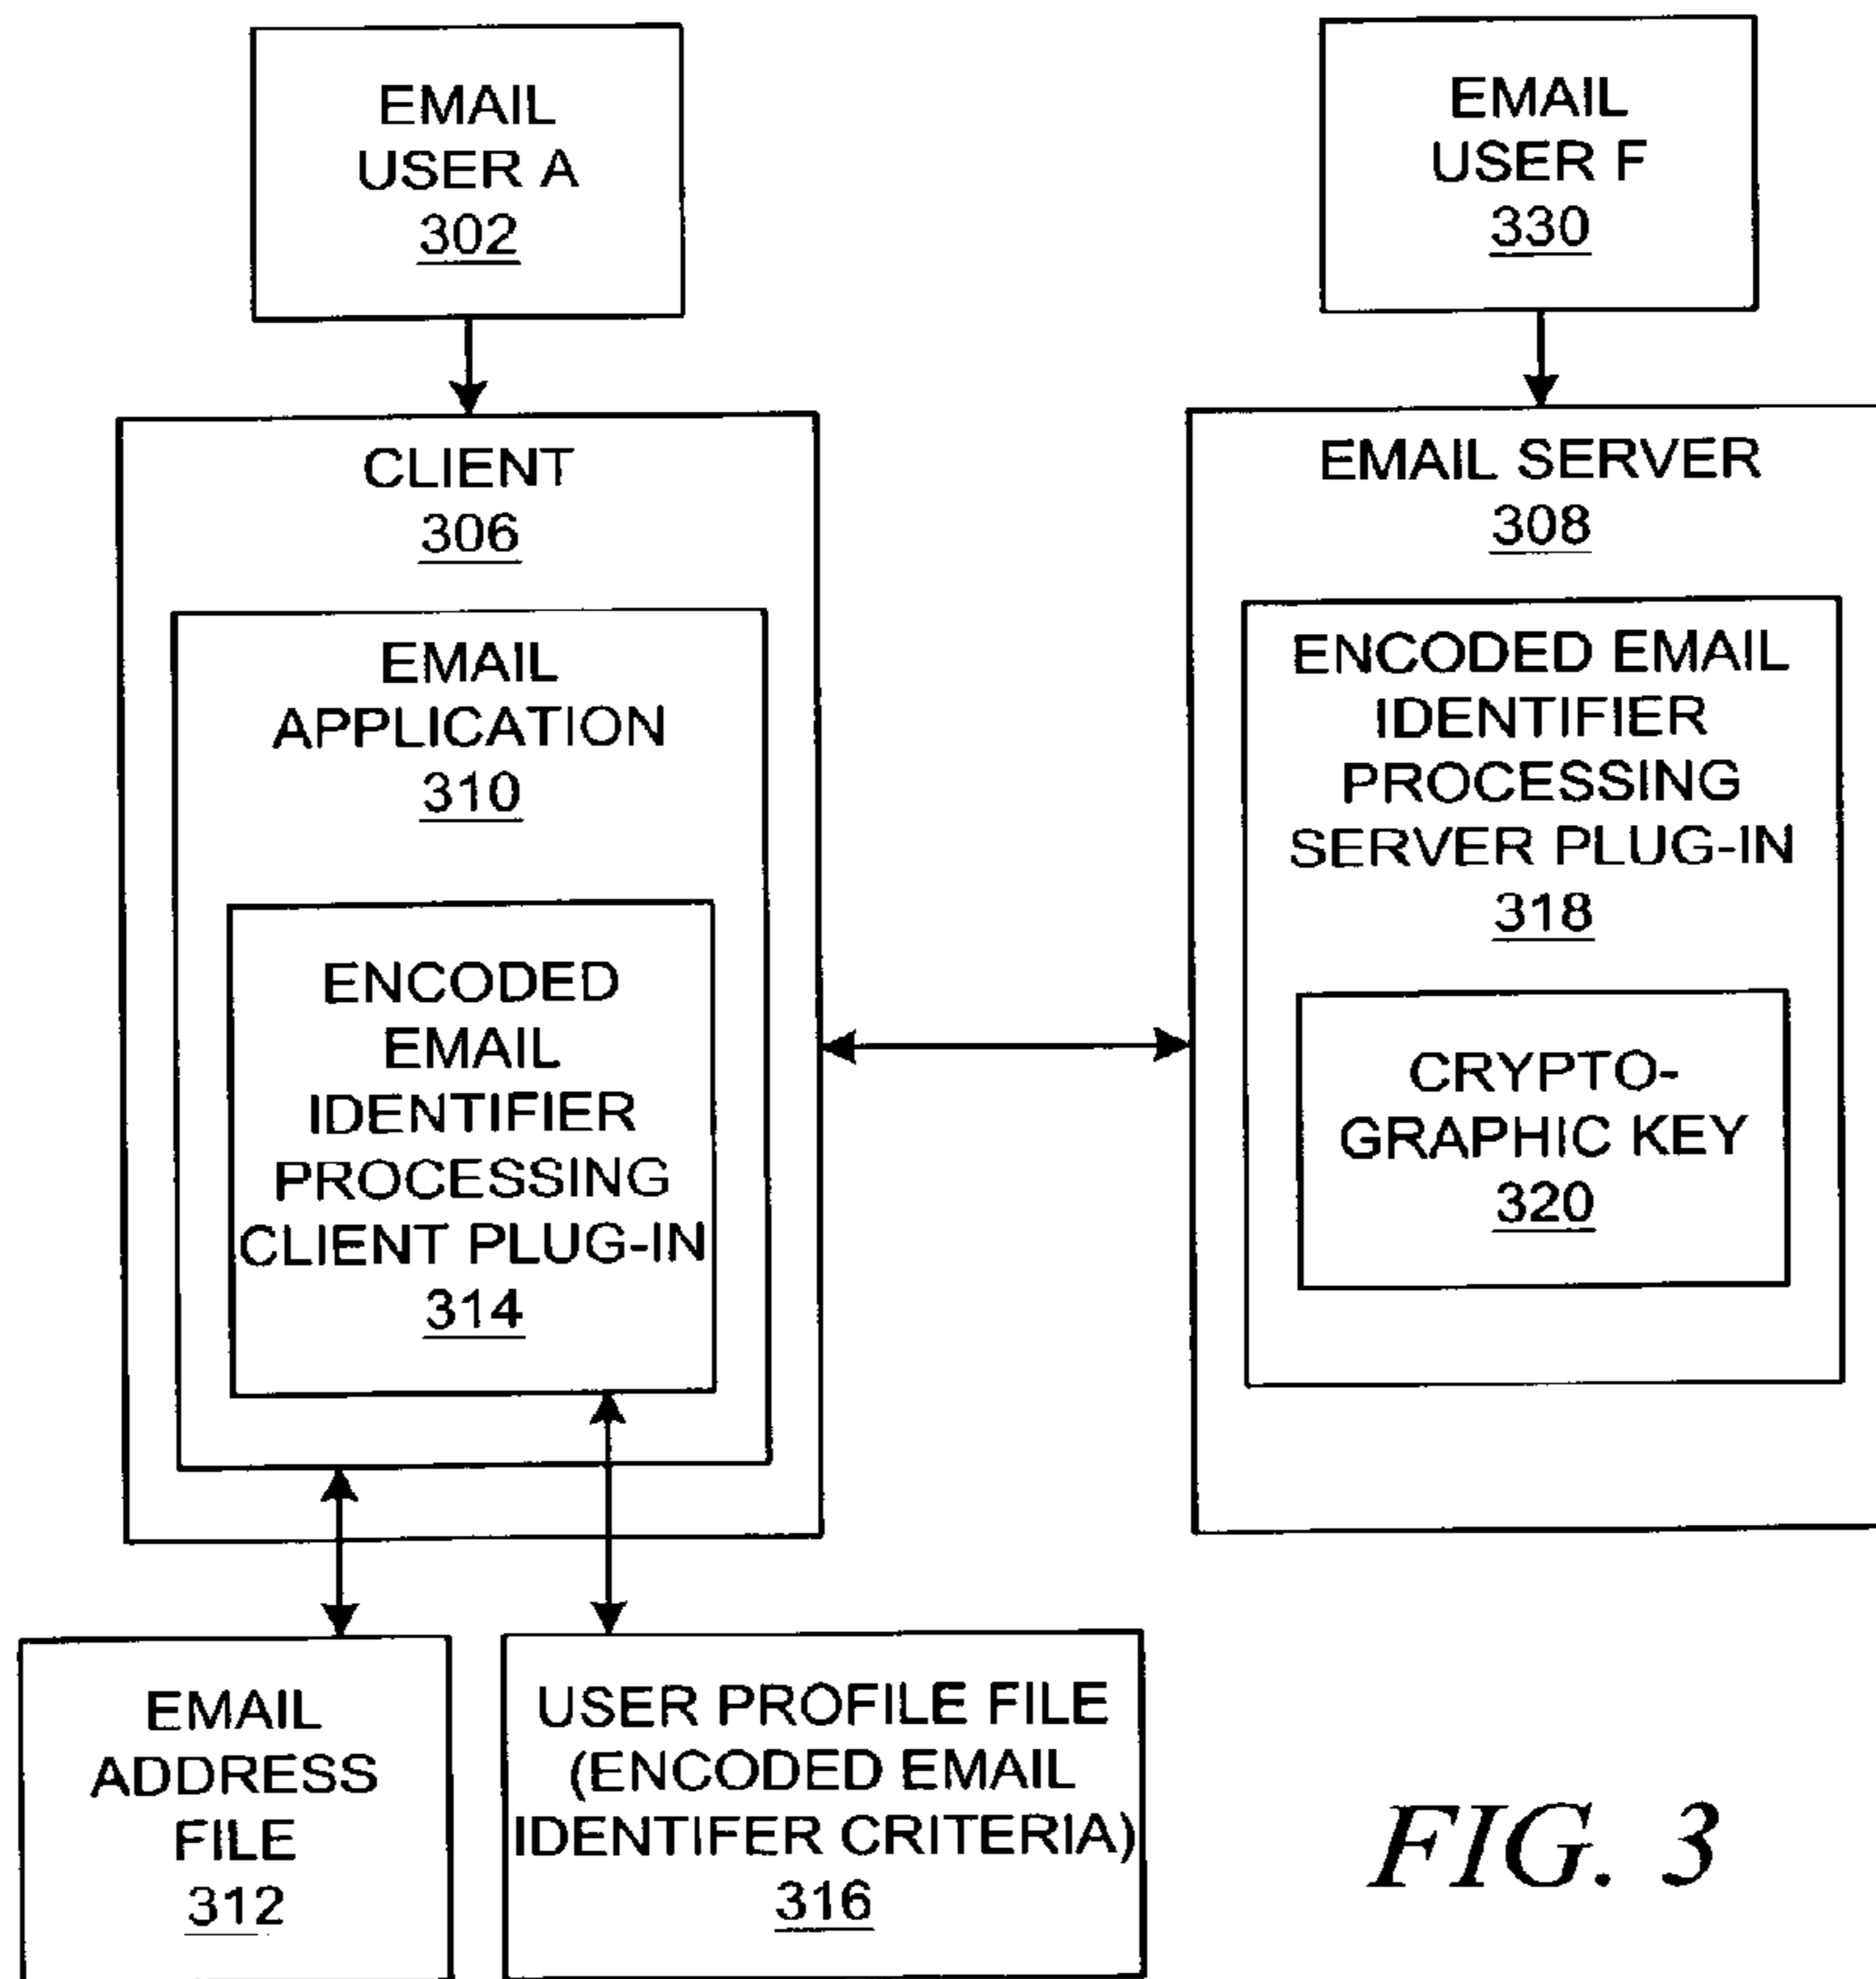 EMAIL
USER A
302
EMAIL
USER F
330
CLIENT
306
EMAIL
APPLICATION
310
ENCODED
EMAIL
IDENTIFIER
PROCESSING
CLIENT PLUG-IN
314
EMAIL SERVER
308
ENCODED EMAIL
IDENTIFIER
PROCESSING
SERVER PLUG-IN
318
CRYPTO-
GRAPHIC KEY
320
EMAIL
ADDRESS
FILE
312
USER PROFILE FILE
(ENCODED EMAIL
IDENTIFER CRITERIA)
316
FIG. 3